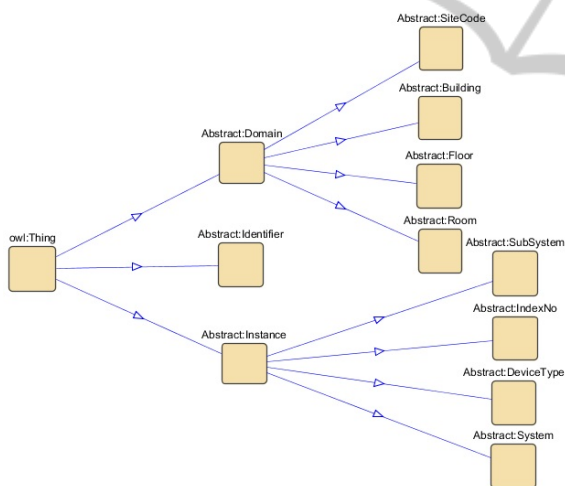 Abstract:SiteCode
Abstract:Building
Abstract:Domain
Abstract:Floor
Abstract:Room
owl:Thing
Abstract:Identifier
Abstract:SubSystem
Abstract:IndexNo
Abstract:Instance
Abstract:DeviceType
Abstract:System